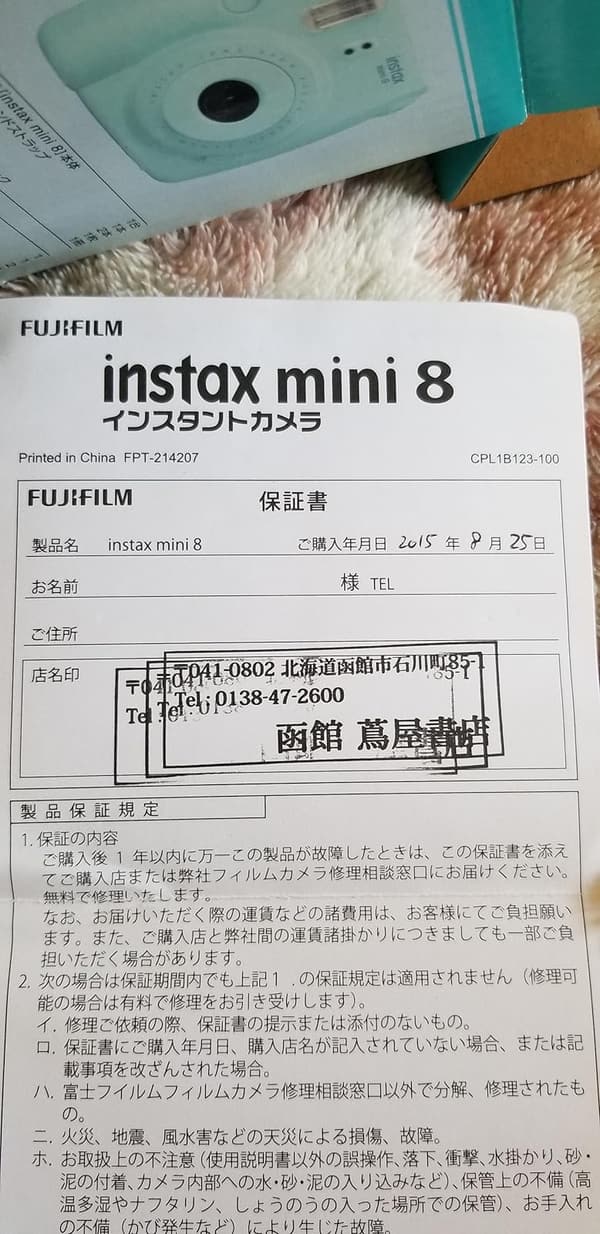 instax
mini 8
[instax mini 8]本体
ンドストラップ
FUJIFILM
instax mini 8
インスタントカメラ
Printed in China FPT-214207
CPL1B123-100
FUJIFILM
保証書
製品名 instax mini 8 ご購入年月日 2015 年 8 月 25 日
お名前 様 TEL
ご住所
店名印
〒041-0802 北海道函館市石川町85-1
Tel:0138-47-2600
函館 蔦屋書店
製品保証規定
1. 保証の内容
ご購入後 1 年以内に万一この製品が故障したときは、この保証書を添え
てご購入店または弊社フィルムカメラ修理相談窓口にお届けください。
無料で修理いたします。
なお、お届けいただく際の運賃などの諸費用は、お客様にてご負担願い
ます。また、ご購入店と弊社間の運賃諸掛かりにつきましても一部ご負
担いただく場合があります。
2. 次の場合は保証期間内でも上記1 .の保証規定は適用されません（修理可
能の場合は有料で修理をお引き受けします）。
イ. 修理ご依頼の際、保証書の提示または添付のないもの。
ロ. 保証書にご購入年月日、購入店名が記入されていない場合、または記
載事項を改ざんされた場合。
ハ. 富士フイルムフィルムカメラ修理相談窓口以外で分解、修理されたも
の。
ニ. 火災、地震、風水害などの天災による損傷、故障。
ホ. お取扱上の不注意（使用説明書以外の誤操作、落下、衝撃、水掛かり、砂・
泥の付着、カメラ内部への水・砂・泥の入り込みなど）、保管上の不備（高
温多湿やナフタリン、しょうのうの入った場所での保管）、お手入れ
の不備（かび発生など）により生じた故障。